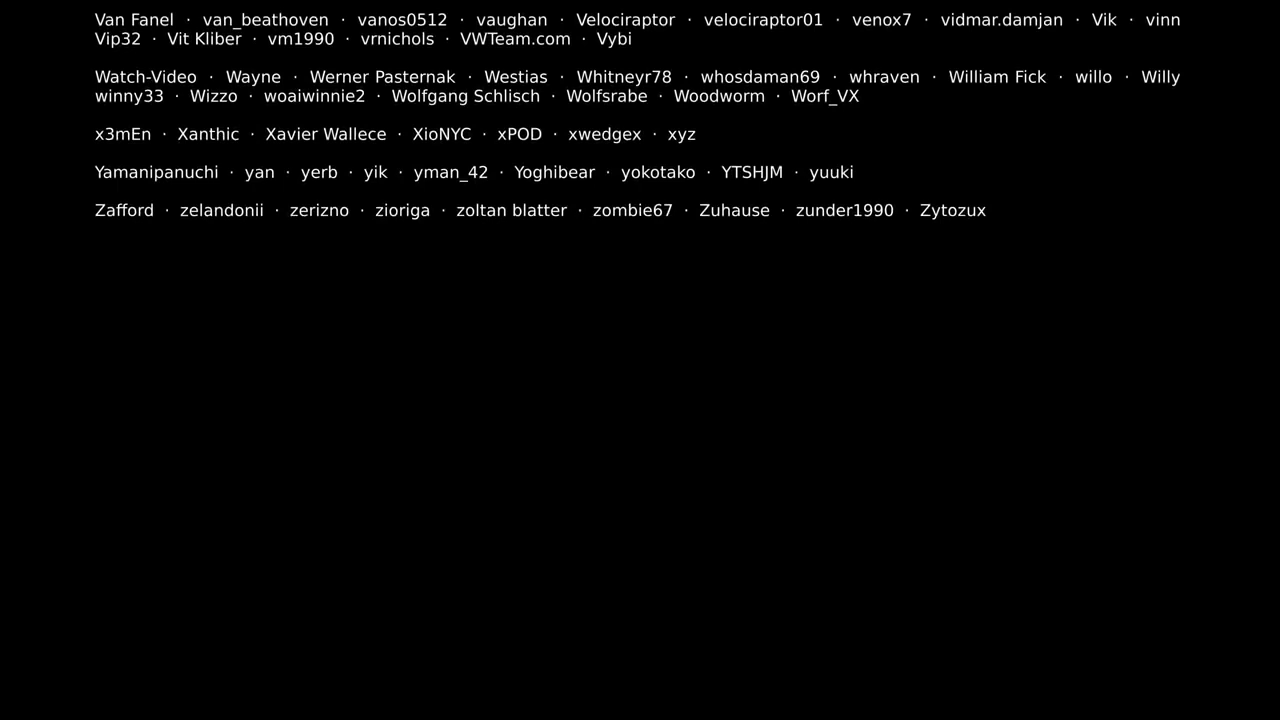 Van Fanel · van_beathoven · vanos0512 · vaughan · Velociraptor · velociraptor01 · venox7 · vidmar.damjan · Vik · vinn
Vip32 · Vit Kliber · vm1990 · vrnichols · VWTeam.com · Vybi
Watch-Video · Wayne · Werner Pasternak · Westias · Whitneyr78 · whosdaman69 · whraven · William Fick · willo · Willy
winny33 · Wizzo · woaiwinnie2 · Wolfgang Schlisch · Wolfsrabe · Woodworm · Worf_VX
x3mEn · Xanthic · Xavier Wallece · XioNYC · xPOD · xwedgex · xyz
Yamanipanuchi · yan · yerb · yik · yman_42 · Yoghibear · yokotako · YTSHJM · yuuki
Zafford · zelandonii · zerizno · zioriga · zoltan blatter · zombie67 · Zuhause · zunder1990 · Zytozux